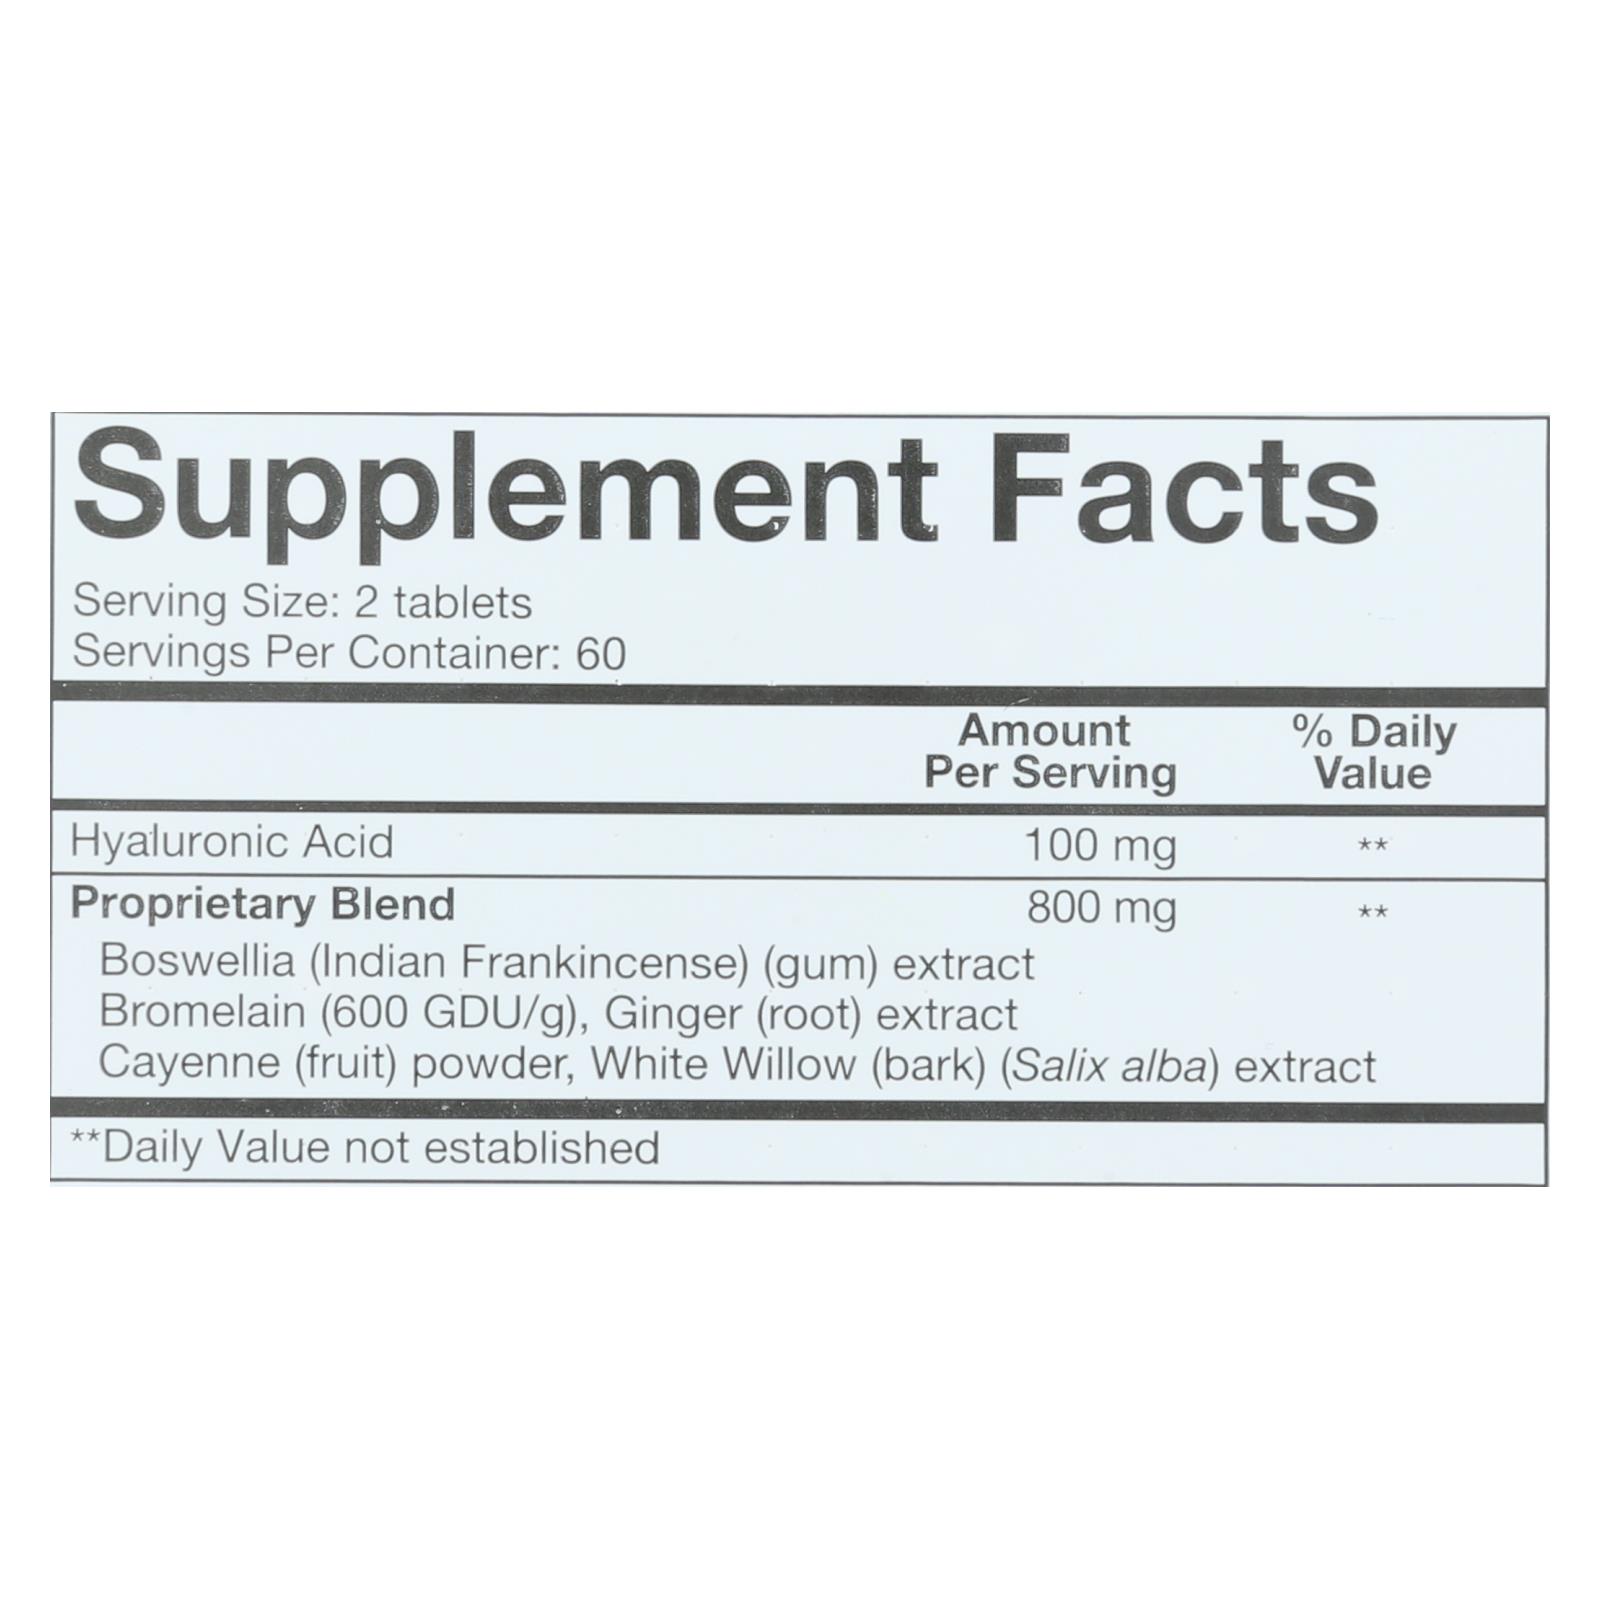 Supplement Facts
Serving Size: 2 tablets
Servings Per Container: 60
Amount Per Serving % Daily Value
Hyaluronic Acid 100 mg **
Proprietary Blend 800 mg **
Boswellia (Indian Frankincense) (gum) extract
Bromelain (600 GDU/g), Ginger (root) extract
Cayenne (fruit) powder, White Willow (bark) (Salix alba) extract
**Daily Value not established